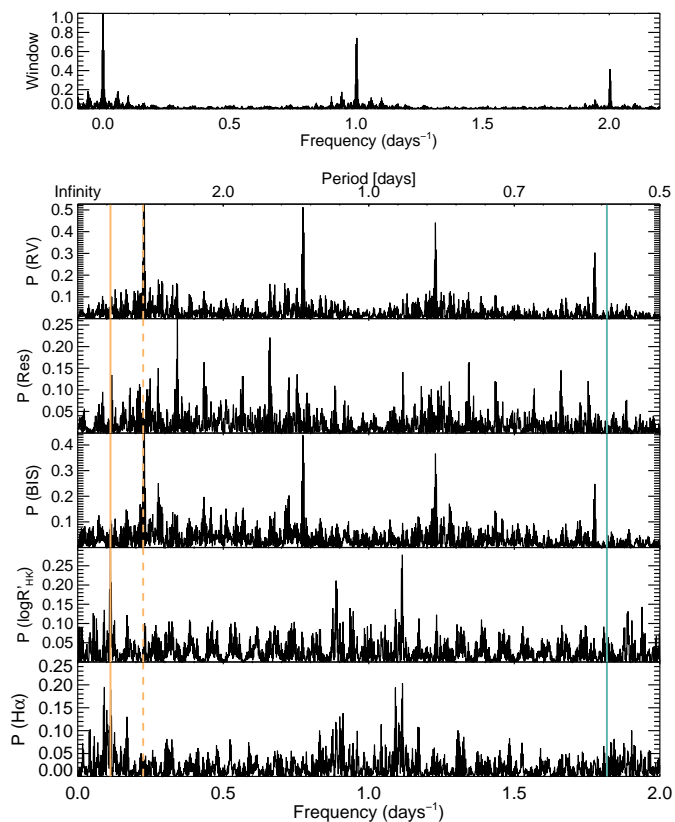 1.0
0.8
0.6
0.4
0.2
0.0
Window
0.0 0.5 1.0 1.5 2.0
Frequency (days⁻¹)
Period [days]
Infinity 2.0 1.0 0.7 0.5
0.5
0.4
0.3
0.2
0.1
P (RV)
0.25
0.20
0.15
0.10
0.05
P (Res)
0.4
0.3
0.2
0.1
P (BIS)
0.25
0.20
0.15
0.10
0.05
P (logR'HK)
0.25
0.20
0.15
0.10
0.05
0.00
P (Hα)
0.0 0.5 1.0 1.5 2.0
Frequency (days⁻¹)